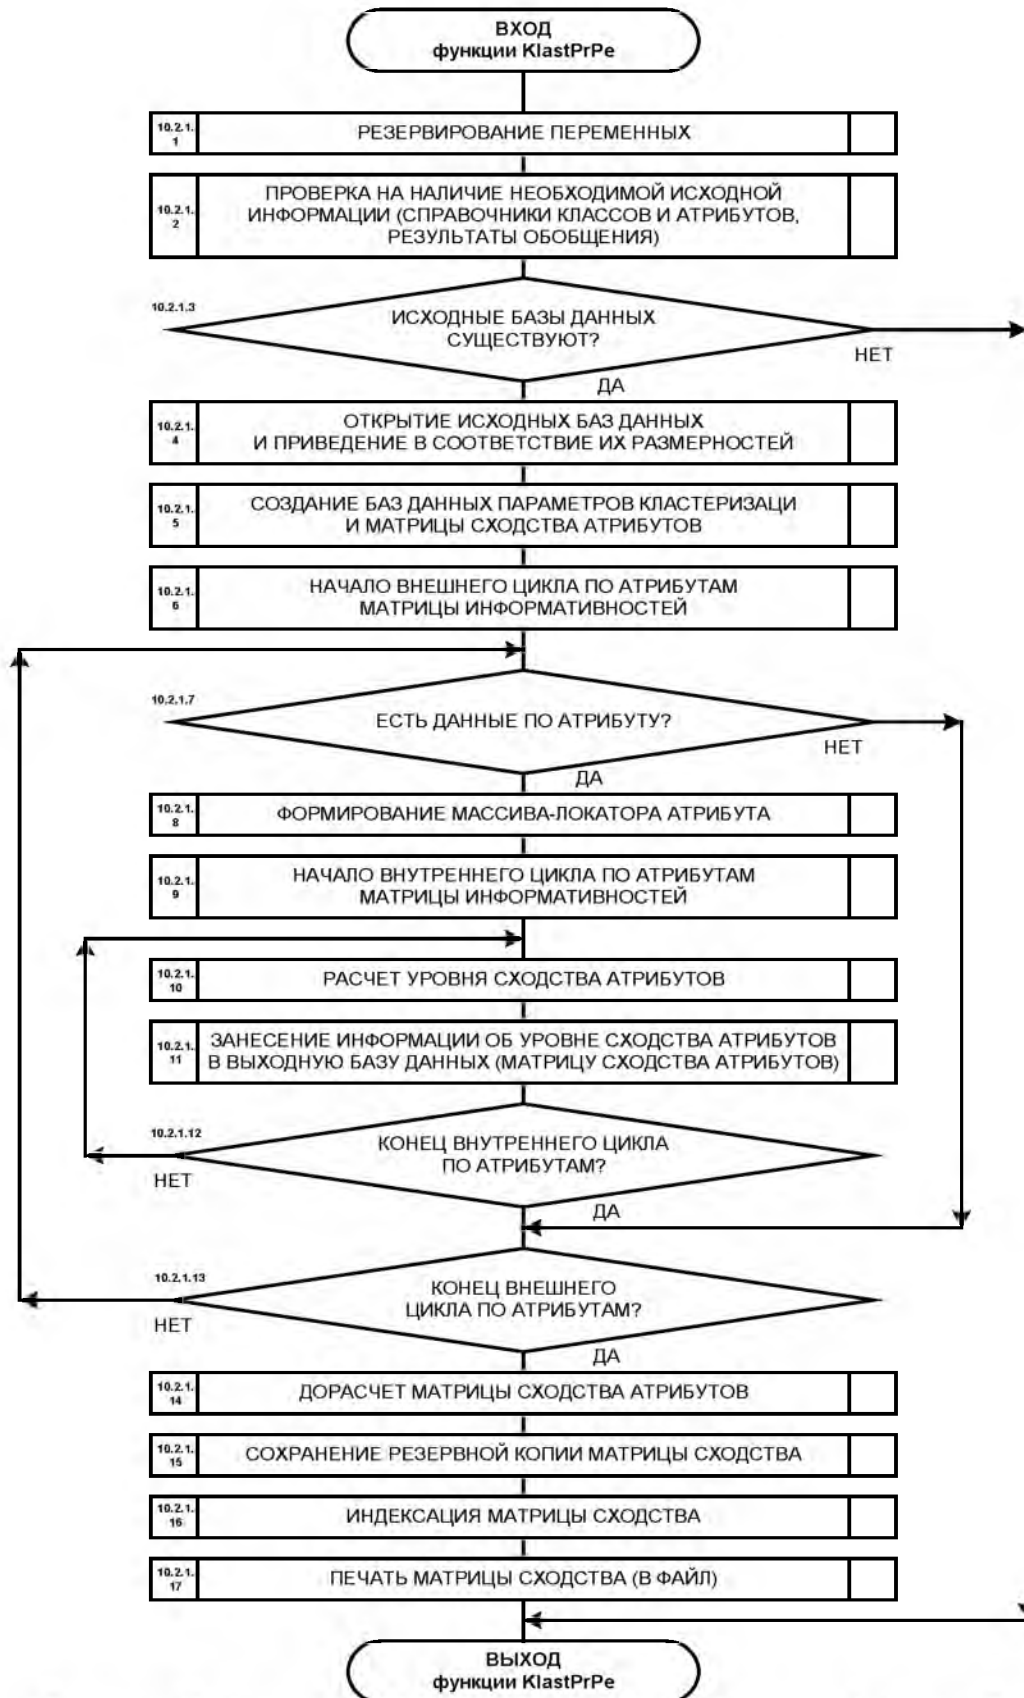 ВХОД
функции KlastPrPe
10.2.1.
1
РЕЗЕРВИРОВАНИЕ ПЕРЕМЕННЫХ
10.2.1.
2
ПРОВЕРКА НА НАЛИЧИЕ НЕОБХОДИМОЙ ИСХОДНОЙ
ИНФОРМАЦИИ (СПРАВОЧНИКИ КЛАССОВ И АТРИБУТОВ,
РЕЗУЛЬТАТЫ ОБОБЩЕНИЯ)
10.2.1.3
ИСХОДНЫЕ БАЗЫ ДАННЫХ
СУЩЕСТВУЮТ?
НЕТ
ДА
10.2.1.
4
ОТКРЫТИЕ ИСХОДНЫХ БАЗ ДАННЫХ
И ПРИВЕДЕНИЕ В СООТВЕТСТВИЕ ИХ РАЗМЕРНОСТЕЙ
10.2.1.
5
СОЗДАНИЕ БАЗ ДАННЫХ ПАРАМЕТРОВ КЛАСТЕРИЗАЦИ
И МАТРИЦЫ СХОДСТВА АТРИБУТОВ
10.2.1.
6
НАЧАЛО ВНЕШНЕГО ЦИКЛА ПО АТРИБУТАМ
МАТРИЦЫ ИНФОРМАТИВНОСТЕЙ
10.2.1.7
ЕСТЬ ДАННЫЕ ПО АТРИБУТУ?
НЕТ
ДА
10.2.1.
8
ФОРМИРОВАНИЕ МАССИВА-ЛОКАТОРА АТРИБУТА
10.2.1.
9
НАЧАЛО ВНУТРЕННЕГО ЦИКЛА ПО АТРИБУТАМ
МАТРИЦЫ ИНФОРМАТИВНОСТЕЙ
10.2.1.
10
РАСЧЕТ УРОВНЯ СХОДСТВА АТРИБУТОВ
10.2.1.
11
ЗАНЕСЕНИЕ ИНФОРМАЦИИ ОБ УРОВНЕ СХОДСТВА АТРИБУТОВ
В ВЫХОДНУЮ БАЗУ ДАННЫХ (МАТРИЦУ СХОДСТВА АТРИБУТОВ)
10.2.1.12
КОНЕЦ ВНУТРЕННЕГО ЦИКЛА
ПО АТРИБУТАМ?
НЕТ
ДА
10.2.1.13
КОНЕЦ ВНЕШНЕГО
ЦИКЛА ПО АТРИБУТАМ?
НЕТ
ДА
10.2.1.
14
ДОРАСЧЕТ МАТРИЦЫ СХОДСТВА АТРИБУТОВ
10.2.1.
15
СОХРАНЕНИЕ РЕЗЕРВНОЙ КОПИИ МАТРИЦЫ СХОДСТВА
10.2.1.
16
ИНДЕКСАЦИЯ МАТРИЦЫ СХОДСТВА
10.2.1.
17
ПЕЧАТЬ МАТРИЦЫ СХОДСТВА (В ФАЙЛ)
ВЫХОД
функции KlastPrPe